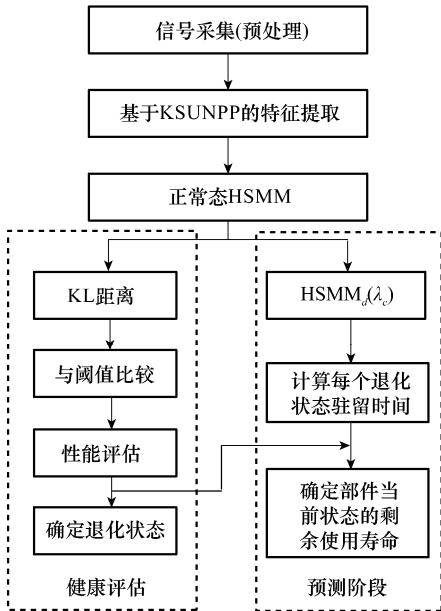 信号采集(预处理)
基于KSUNPP的特征提取
正常态HSMM
KL距离
与阈值比较
性能评估
确定退化状态
健康评估
HSMMd(λc)
计算每个退化
状态驻留时间
确定部件当
前状态的剩
余使用寿命
预测阶段